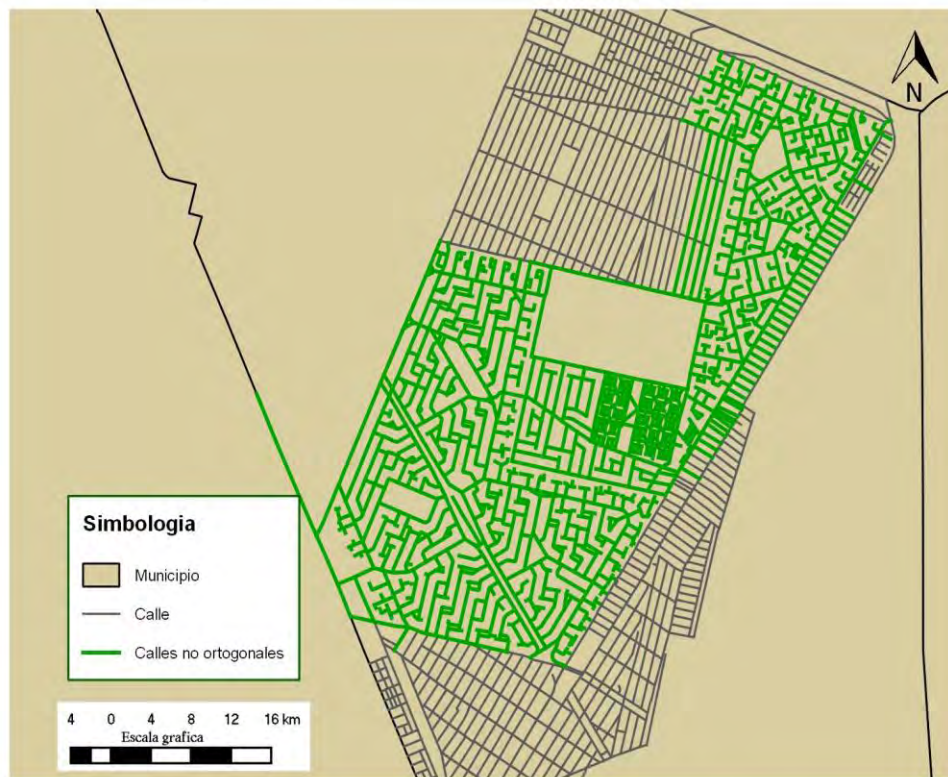 N
Simbologia
Municipio
Calle
Calles no ortogonales
4 0 4 8 12 16 km
Escala grafica